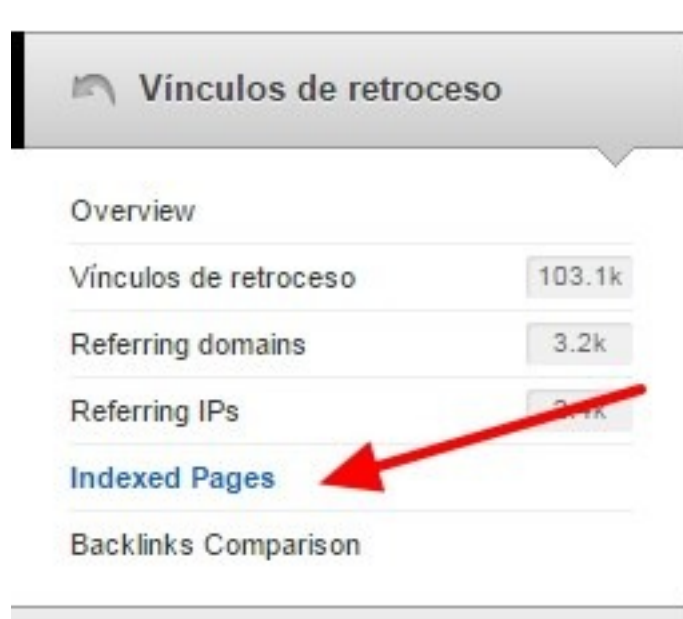 Vínculos de retroceso
Overview
Vínculos de retroceso 103.1k
Referring domains 3.2k
Referring IPs
Indexed Pages
Backlinks Comparison